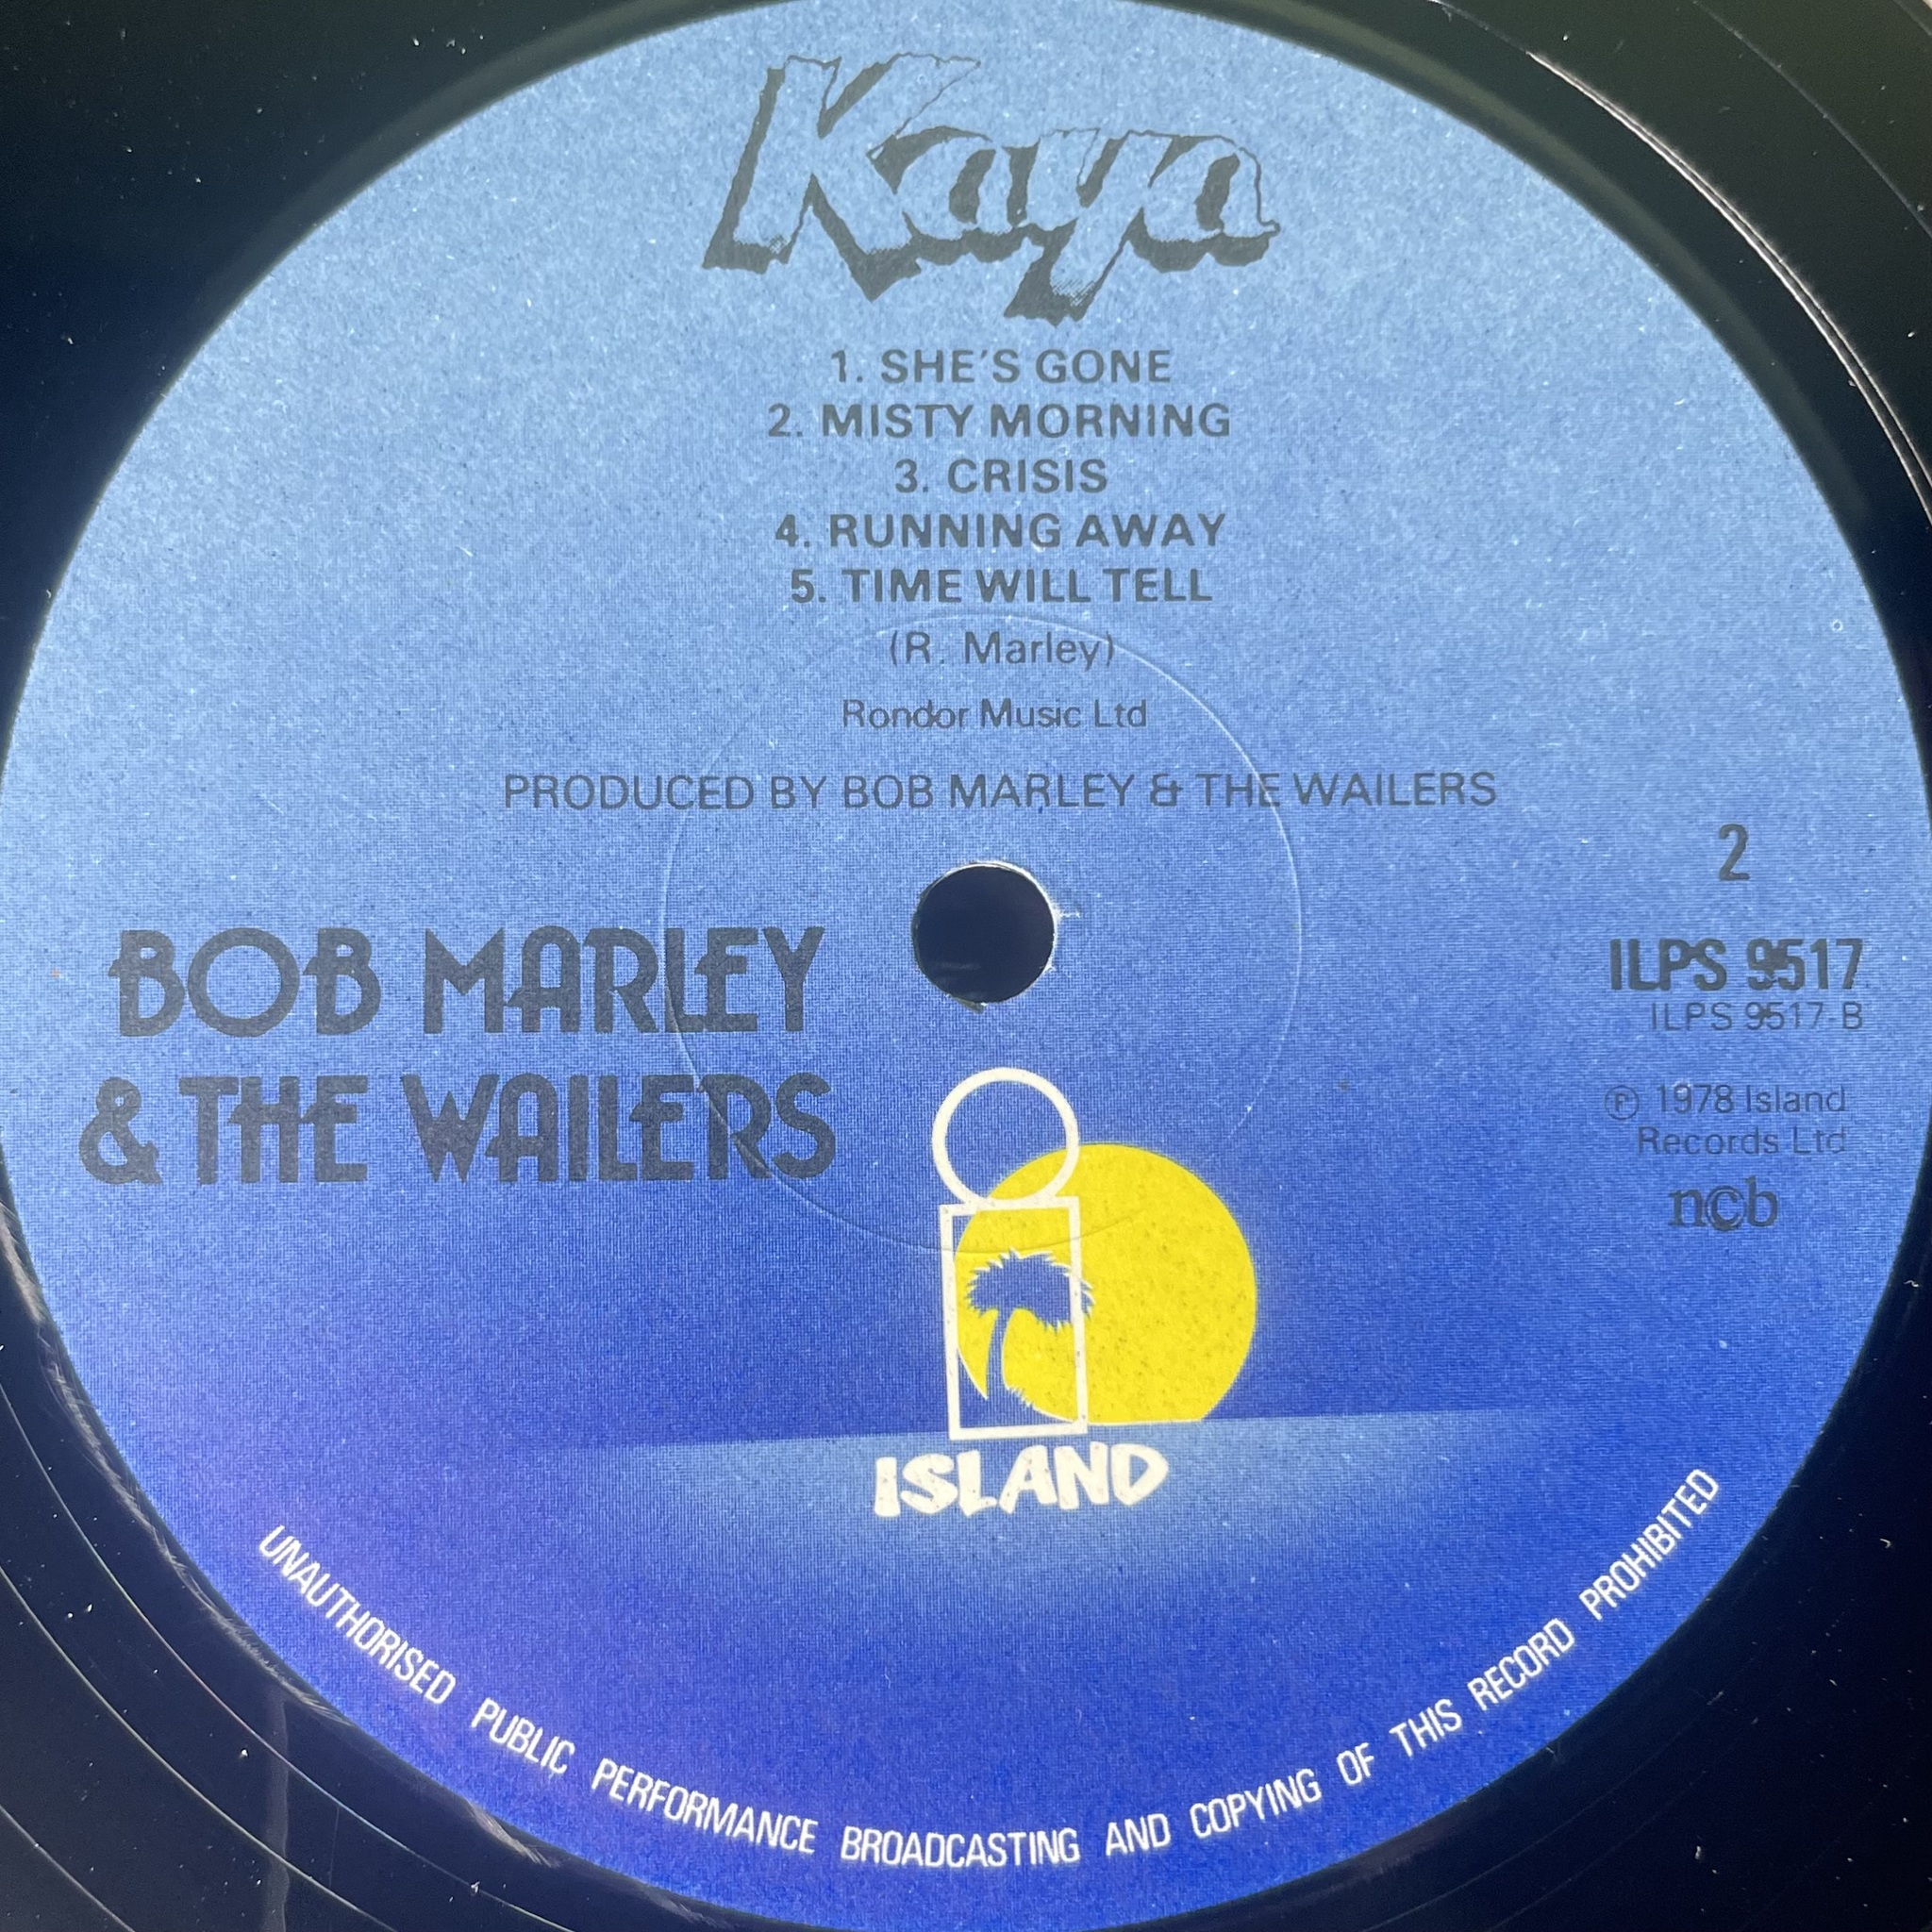 Kaya
1. SHE'S GONE
2. MISTY MORNING
3. CRISIS
4. RUNNING AWAY
5. TIME WILL TELL
(R. Marley)
Rondor Music Ltd
PRODUCED BY BOB MARLEY & THE WAILERS
2
BOB MARLEY
& THE WAILERS
ILPS 9517
ILPS 9517-B
℗ 1978 Island
Records Ltd
ncb
ISLAND
UNAUTHORISED PUBLIC PERFORMANCE BROADCASTING AND COPYING OF THIS RECORD PROHIBITED